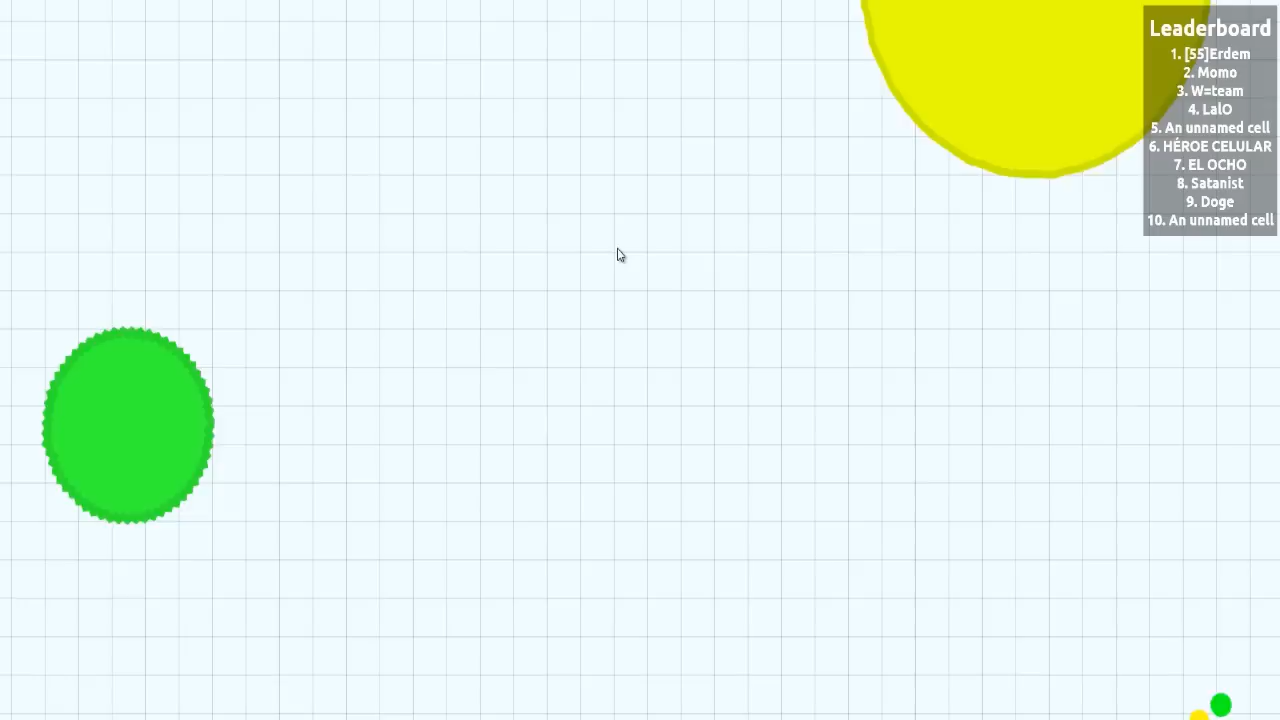 Leaderboard
1. [55]Erdem
2. Momo
3. W=team
4. LalO
5. An unnamed cell
6. HÉROE CELULAR
7. EL OCHO
8. Satanist
9. Doge
10. An unnamed cell